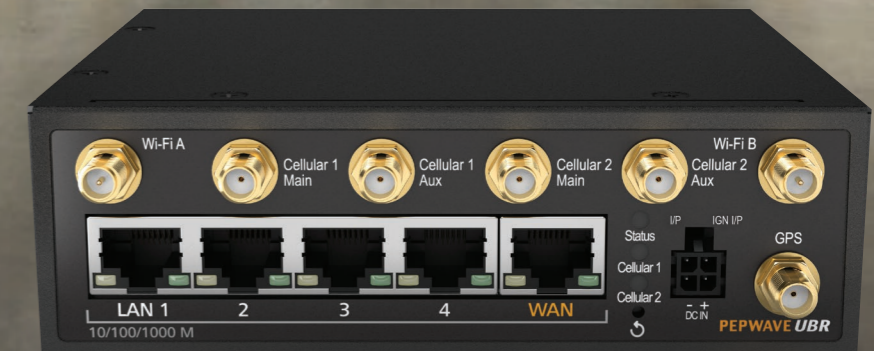 Wi-Fi A
Cellular 1
Main
Cellular 1
Aux
Cellular 2
Main
Wi-Fi B
Cellular 2
Aux
I/P
IGN I/P
Status
GPS
Cellular 1
Cellular 2
- +
DC IN
LAN 1
2
3
4
WAN
10/100/1000 M
PEPWAVE UBR